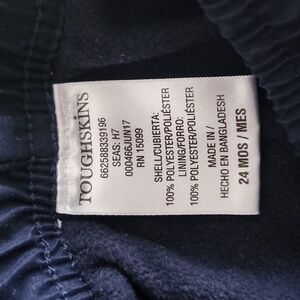 TOUGHSKINS
662588339196
SEAS: H7
000466JUN17
RN 15099
SHELL/CUBIERTA:
100% POLYESTER/POLIÉSTER
LINING/FORRO:
100% POLYESTER/POLIÉSTER
MADE IN /
HECHO EN BANGLADESH
24 MOS / MES